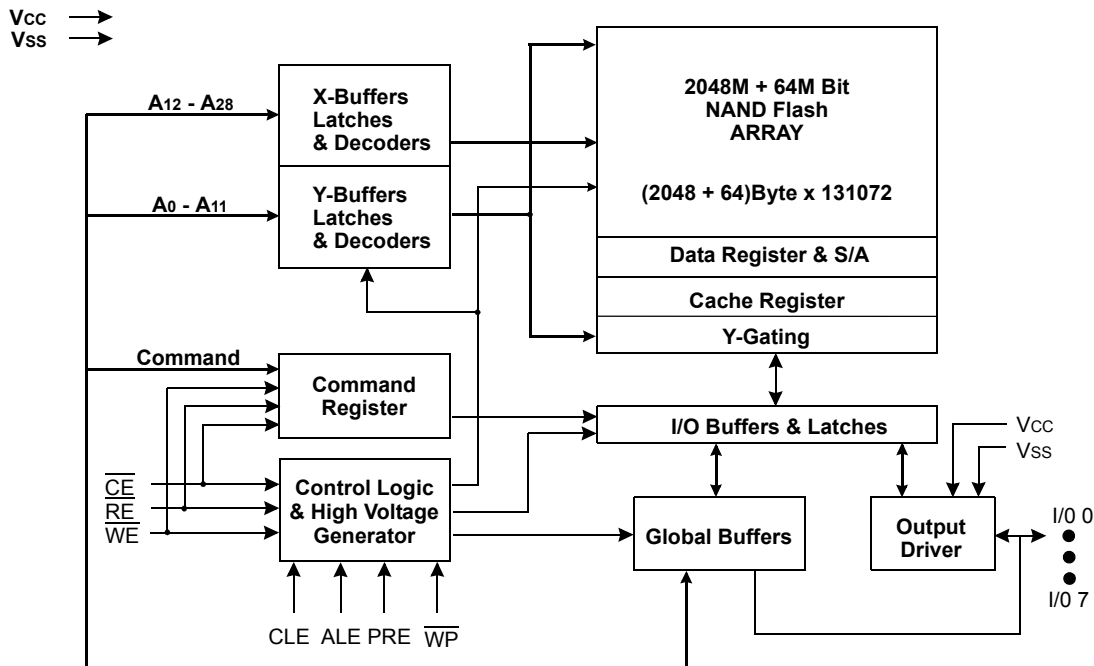 VCC
VSS
A12 - A28
X-Buffers
Latches
& Decoders
A0 - A11
Y-Buffers
Latches
& Decoders
2048M + 64M Bit
NAND Flash
ARRAY
(2048 + 64)Byte x 131072
Data Register & S/A
Cache Register
Y-Gating
Command
Command
Register
I/O Buffers & Latches
VCC
VSS
CE
RE
WE
Control Logic
& High Voltage
Generator
Global Buffers
Output
Driver
I/0 0
I/0 7
CLE ALE PRE WP